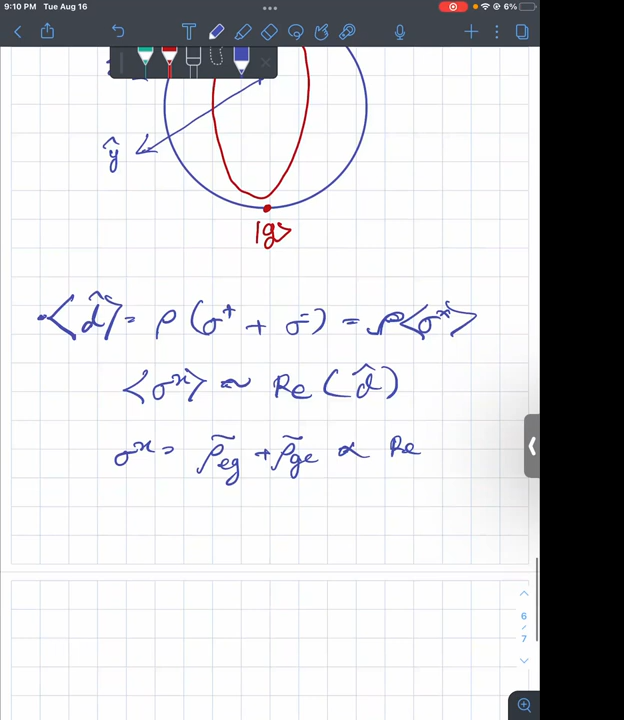 9:10 PM Tue Aug 16
6%
ŷ
|g>
<d̂> = ρ (σ⁺ + σ⁻) = ρ<σˣ>
<σˣ> ~ Re (d̂)
σˣ = ρ̃eg + ρ̃ge ∝ Re
6
/
7